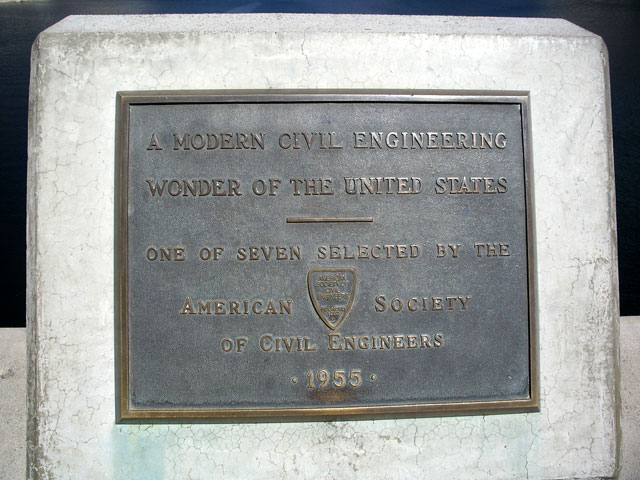 A MODERN CIVIL ENGINEERING
WONDER OF THE UNITED STATES
ONE OF SEVEN SELECTED BY THE
AMERICAN SOCIETY
OF CIVIL ENGINEERS
· 1955 ·